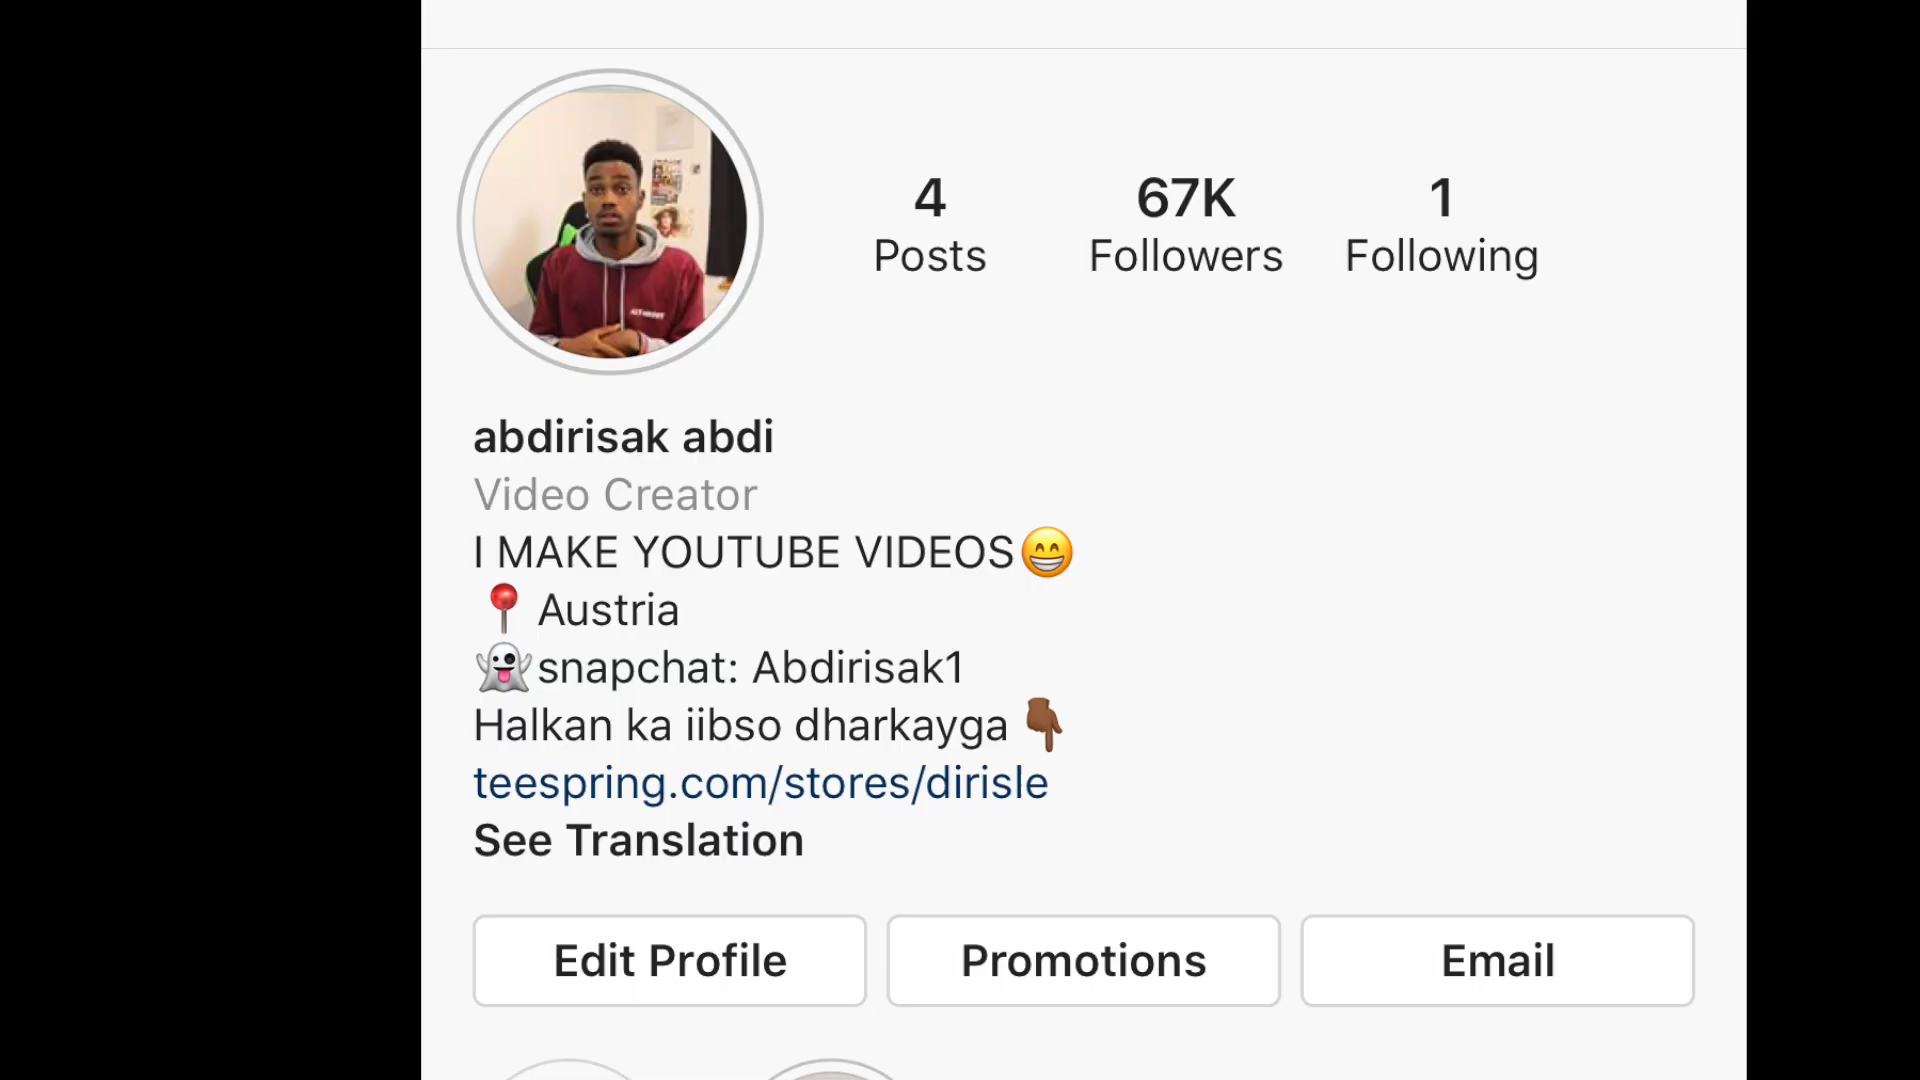 4 67K 1
Posts Followers Following
abdirisak abdi
Video Creator
I MAKE YOUTUBE VIDEOS😁
📍 Austria
👻snapchat: Abdirisak1
Halkan ka iibso dharkayga 👇🏾
teespring.com/stores/dirisle
See Translation
Edit Profile Promotions Email